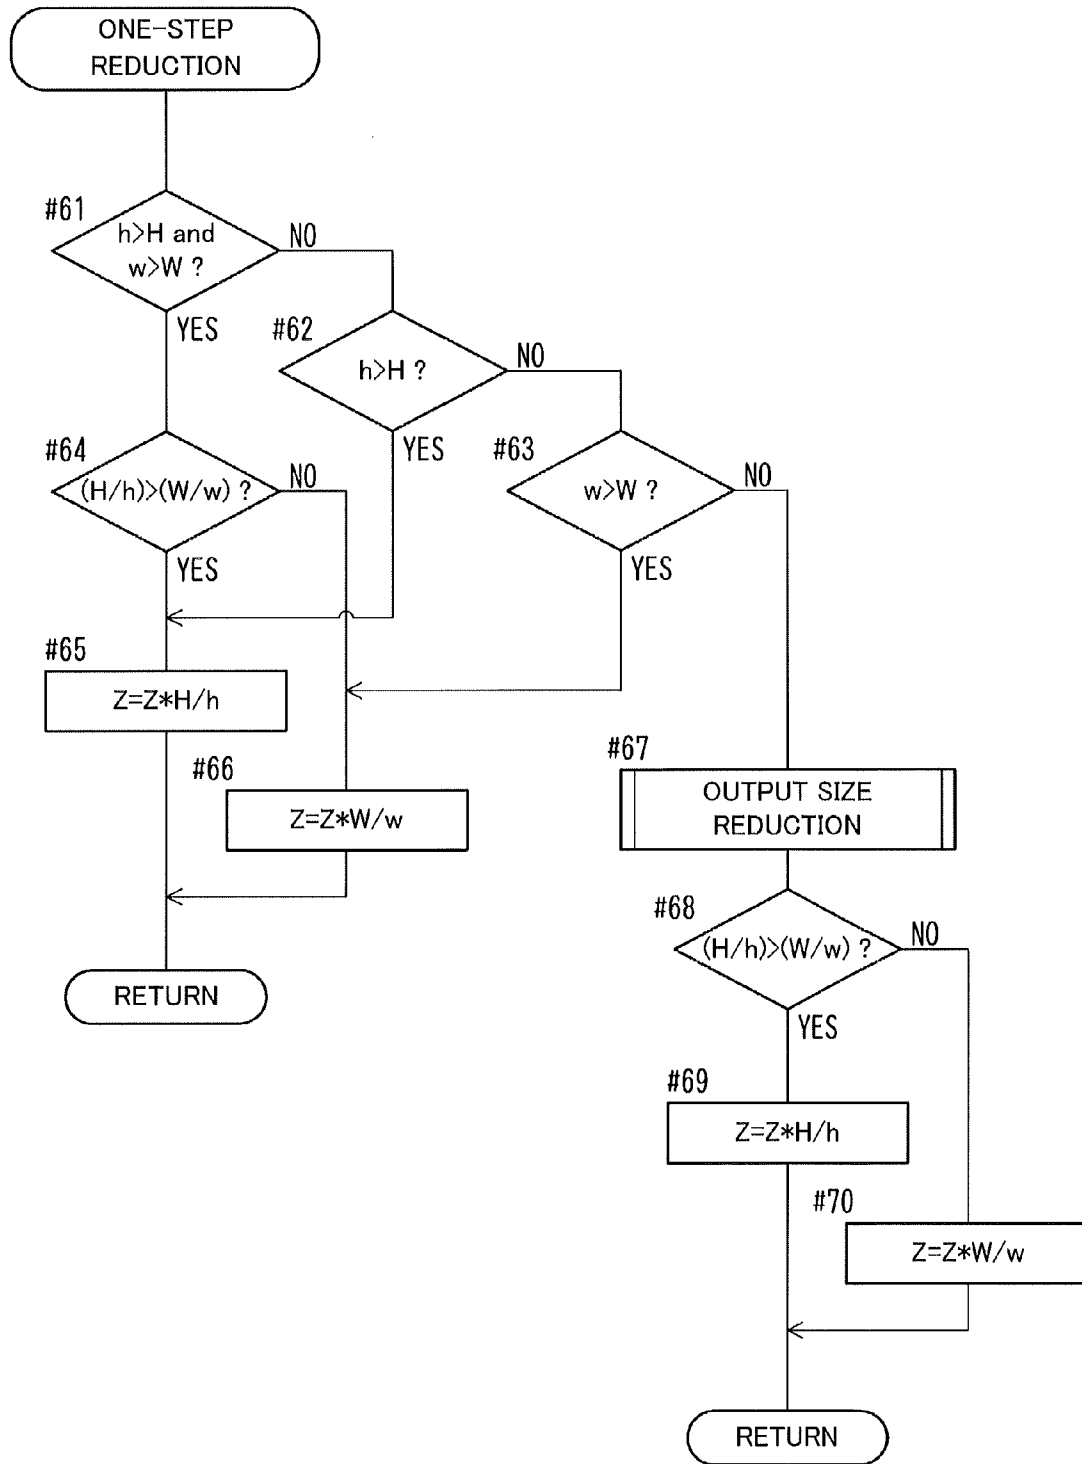 ONE-STEP
REDUCTION
#61
h>H and
w>W ?
NO
YES
#62
h>H ?
NO
YES
#63
w>W ?
NO
YES
#64
(H/h)>(W/w) ?
NO
YES
#65
Z=Z*H/h
#66
Z=Z*W/w
RETURN
#67
OUTPUT SIZE
REDUCTION
#68
(H/h)>(W/w) ?
NO
YES
#69
Z=Z*H/h
#70
Z=Z*W/w
RETURN